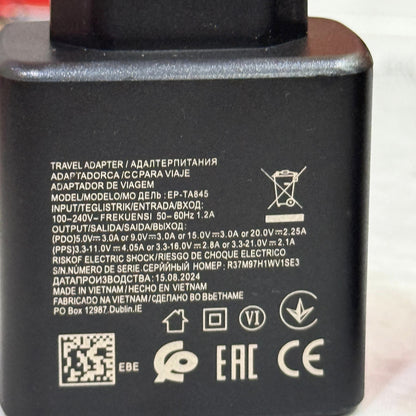 TRAVEL ADAPTER / АДАЛТЕРПИТАНИЯ
ADAPTADORCA /CCPARA VIAJE
ADAPTADOR DE VIAGEM
MODEL/MODELO/MO ДЕЛЬ : EP-TA845
INPUT/TEGLISTRIK/ENTRADA/ВХОД:
100-240V~ FREKUENSI 50- 60Hz 1.2A
OUTPUT/SALIDA/SAÍDA/ВЫХОД:
(PDO)5.0V⎓3.0A or 9.0V⎓3.0A or 15.0V⎓3.0A or 20.0V⎓2.25A
(PPS)3.3-11.0V⎓4.05A or 3.3-16.0V⎓2.8A or 3.3-21.0V⎓2.1A
RISKOF ELECTRIC SHOCK/RIESGO DE CHOQUE ELECTRICO
S/N.NÚMERO DE SERIE.СЕРИЙНЫЙ НОМЕР: R37M97H1WV1SE3
ДАТАПРОИЗВОДСТВА:15.08.2024
MADE IN VIETNAM/HECHO EN VIETNAM
FABRICADO NA VIETNAM/СДЕЛАНО ВО ВЬЕТНАМЕ
PO Box 12987.Dublin.IE
VI
EBE
EAC CE